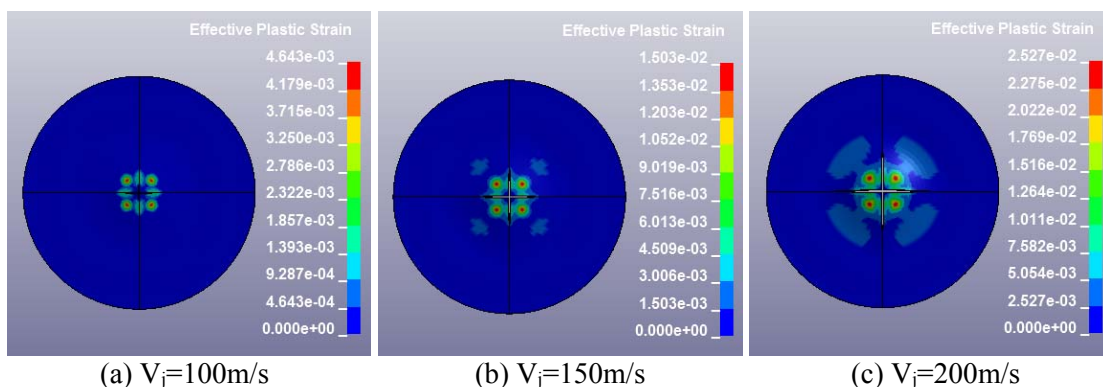 Effective Plastic Strain
4.643e-03
4.179e-03
3.715e-03
3.250e-03
2.786e-03
2.322e-03
1.857e-03
1.393e-03
9.287e-04
4.643e-04
0.000e+00
(a) Vj=100m/s
Effective Plastic Strain
1.503e-02
1.353e-02
1.203e-02
1.052e-02
9.019e-03
7.516e-03
6.013e-03
4.509e-03
3.006e-03
1.503e-03
0.000e+00
(b) Vj=150m/s
Effective Plastic Strain
2.527e-02
2.275e-02
2.022e-02
1.769e-02
1.516e-02
1.264e-02
1.011e-02
7.582e-03
5.054e-03
2.527e-03
0.000e+00
(c) Vj=200m/s